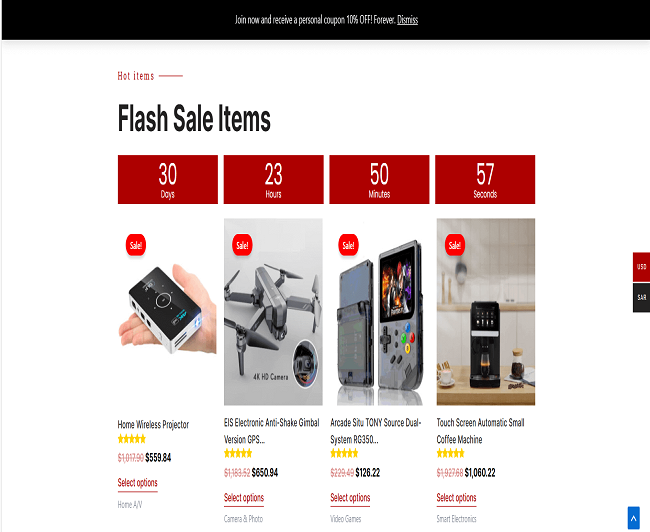 Join now and receive a personal coupon 10% OFF! Forever. Dismiss
Hot items
Flash Sale Items
30
Days
23
Hours
50
Minutes
57
Seconds
Sale!
Sale!
Sale!
Sale!
4K HD Camera
USD
SAR
Home Wireless Projector
$1,017.90 $559.84
Select options
Home A/V
EIS Electronic Anti-Shake Gimbal
Version GPS...
$1,183.52 $650.94
Select options
Camera & Photo
Arcade Situ TONY Source Dual-
System RG350...
$229.49 $126.22
Select options
Video Games
Touch Screen Automatic Small
Coffee Machine
$1,927.68 $1,060.22
Select options
Smart Electronics